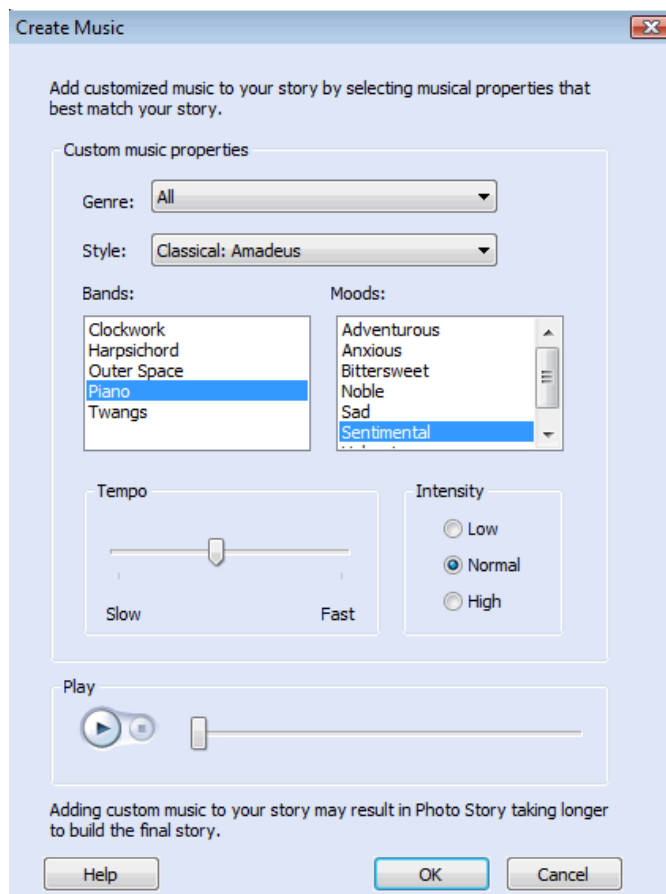 Create Music
Add customized music to your story by selecting musical properties that
best match your story.
Custom music properties
Genre: All
Style: Classical: Amadeus
Bands: Moods:
Clockwork
Harpsichord
Outer Space
Piano
Twangs
Adventurous
Anxious
Bittersweet
Noble
Sad
Sentimental
Tempo
Slow Fast
Intensity
Low
Normal
High
Play
Adding custom music to your story may result in Photo Story taking longer
to build the final story.
Help OK Cancel